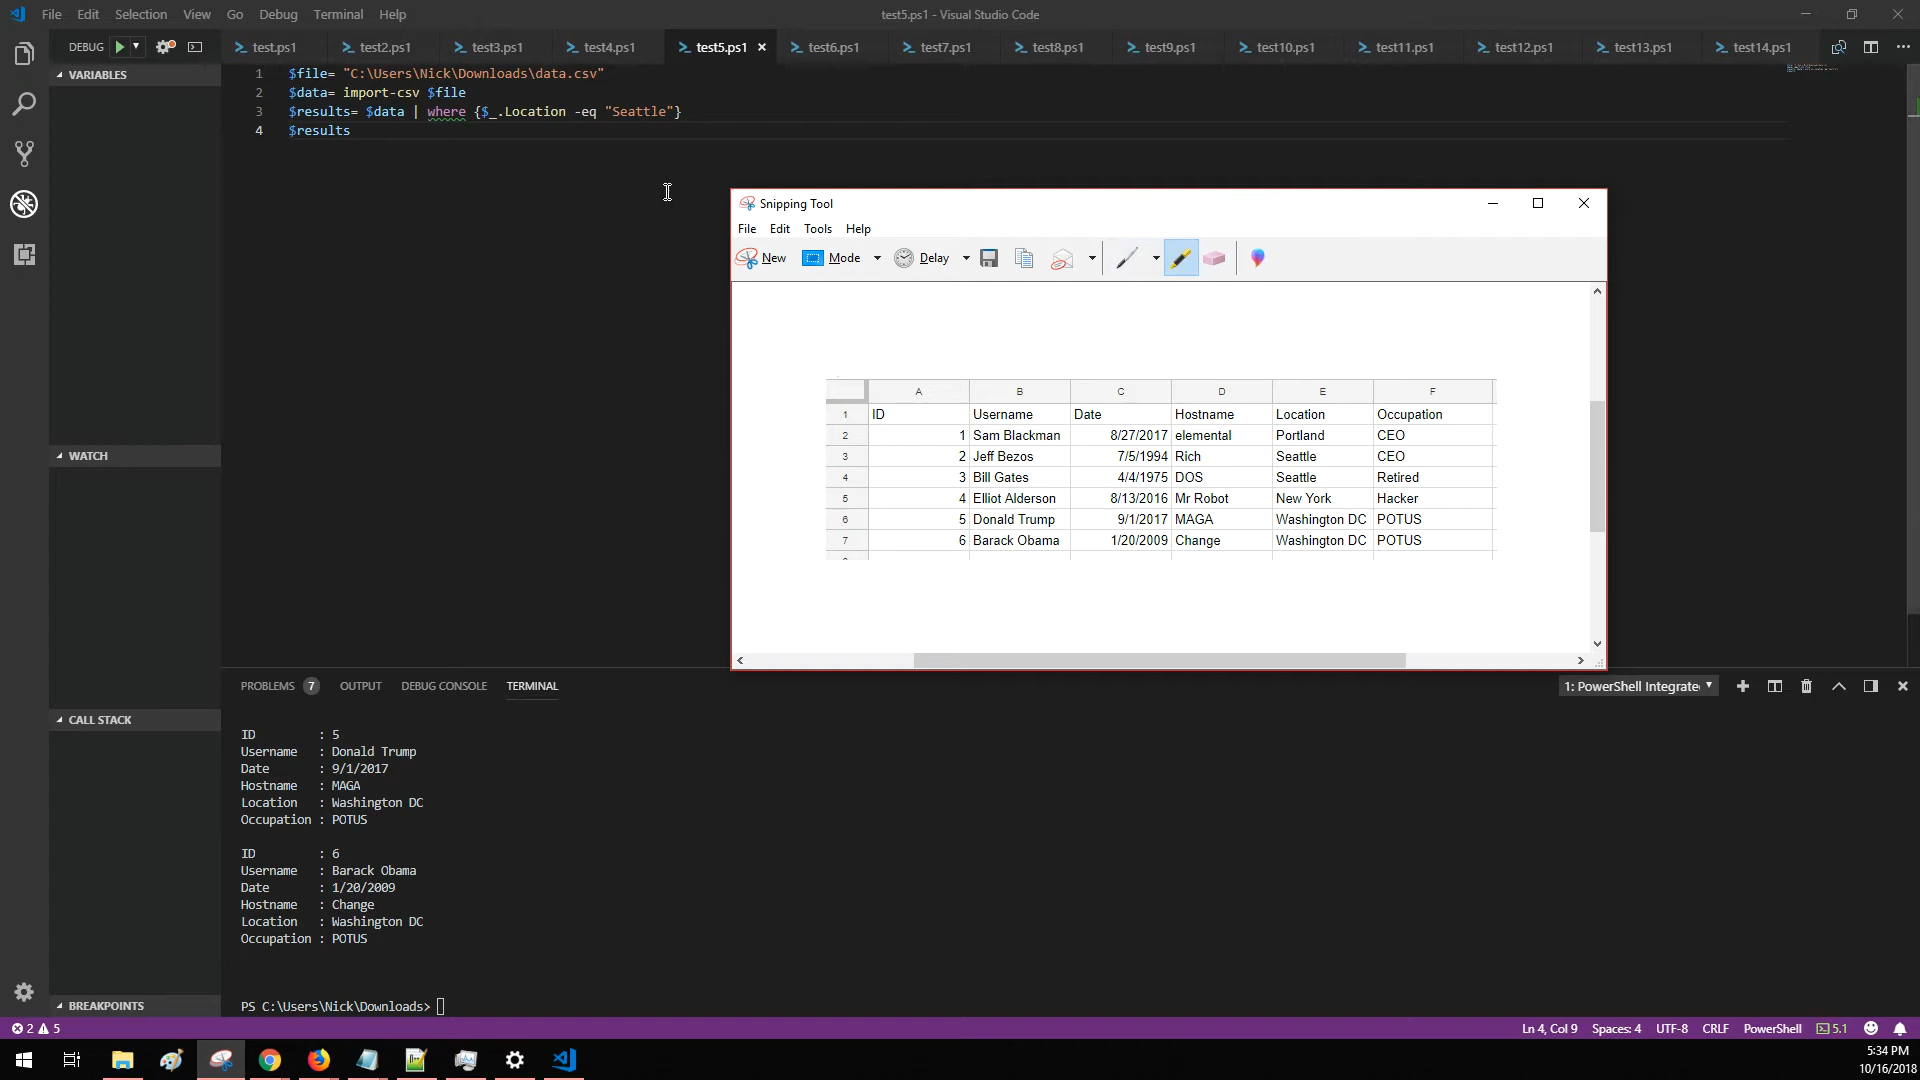 File Edit Selection View Go Debug Terminal Help
test5.ps1 - Visual Studio Code
DEBUG
test.ps1 test2.ps1 test3.ps1 test4.ps1 test5.ps1 test6.ps1 test7.ps1 test8.ps1 test9.ps1 test10.ps1 test11.ps1 test12.ps1 test13.ps1 test14.ps1
VARIABLES
1 $file= "C:\Users\Nick\Downloads\data.csv"
2 $data= import-csv $file
3 $results= $data | where {$_.Location -eq "Seattle"}
4 $results
Snipping Tool
File Edit Tools Help
New Mode Delay
A B C D E F
1 ID Username Date Hostname Location Occupation
2 1 Sam Blackman 8/27/2017 elemental Portland CEO
3 2 Jeff Bezos 7/5/1994 Rich Seattle CEO
4 3 Bill Gates 4/4/1975 DOS Seattle Retired
5 4 Elliot Alderson 8/13/2016 Mr Robot New York Hacker
6 5 Donald Trump 9/1/2017 MAGA Washington DC POTUS
7 6 Barack Obama 1/20/2009 Change Washington DC POTUS
WATCH
CALL STACK
BREAKPOINTS
PROBLEMS 7 OUTPUT DEBUG CONSOLE TERMINAL
1: PowerShell Integrate
ID : 5
Username : Donald Trump
Date : 9/1/2017
Hostname : MAGA
Location : Washington DC
Occupation : POTUS
ID : 6
Username : Barack Obama
Date : 1/20/2009
Hostname : Change
Location : Washington DC
Occupation : POTUS
PS C:\Users\Nick\Downloads>
2 5
Ln 4, Col 9 Spaces: 4 UTF-8 CRLF PowerShell 5.1
5:34 PM
10/16/2018